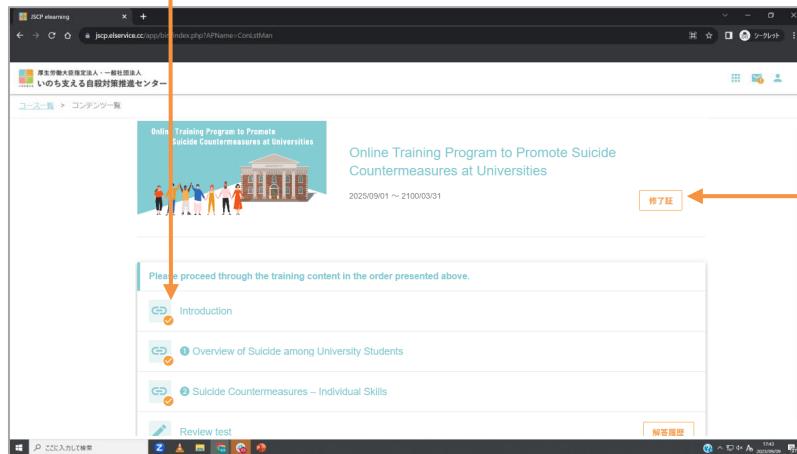 JSCP elearning
jscp.elservice.cc/app/bin/index.php?APName=ConLstMan
シークレット
厚生労働大臣指定法人・一般社団法人
いのち支える自殺対策推進センター
コース一覧 > コンテンツ一覧
Online Training Program to Promote
Suicide Countermeasures at Universities
Online Training Program to Promote Suicide
Countermeasures at Universities
2025/09/01 ～ 2100/03/31
修了証
Please proceed through the training content in the order presented above.
Introduction
❶ Overview of Suicide among University Students
❷ Suicide Countermeasures – Individual Skills
Review test
解答履歴
ここに入力して検索
17:43
2023/09/09